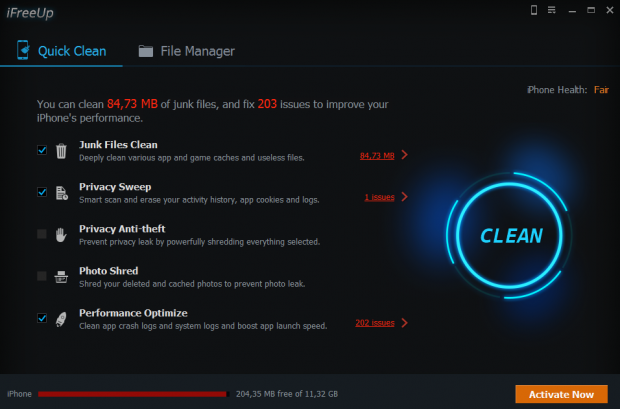 iFreeUp
Quick Clean
File Manager
iPhone Health: Fair
You can clean 84,73 MB of junk files, and fix 203 issues to improve your
iPhone's performance.
Junk Files Clean
Deeply clean various app and game caches and useless files.
84,73 MB
Privacy Sweep
Smart scan and erase your activity history, app cookies and logs.
1 issues
Privacy Anti-theft
Prevent privacy leak by powerfully shredding everything selected.
Photo Shred
Shred your deleted and cached photos to prevent photo leak.
Performance Optimize
Clean app crash logs and system logs and boost app launch speed.
202 issues
CLEAN
iPhone
204,35 MB free of 11,32 GB
Activate Now